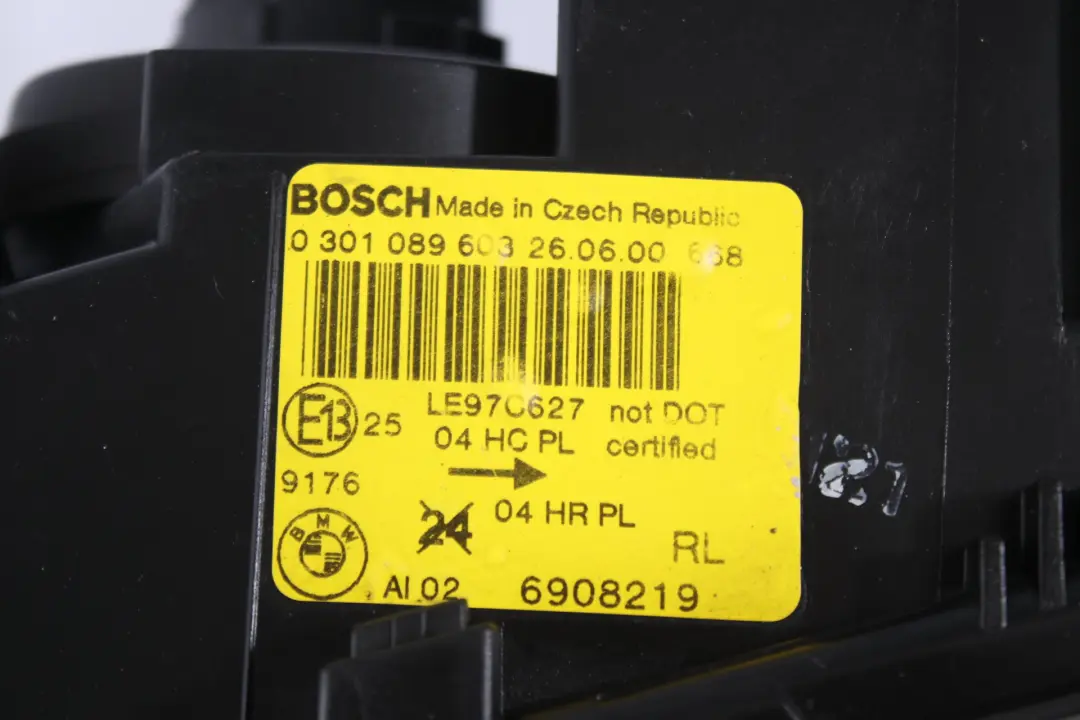 BOSCH Made in Czech Republic
0 301 089 603 26.06.00 668
E13 25 LE97C627 not DOT
04 HC PL certified
9176
24 04 HR PL
BMW RL
AI 02 6908219